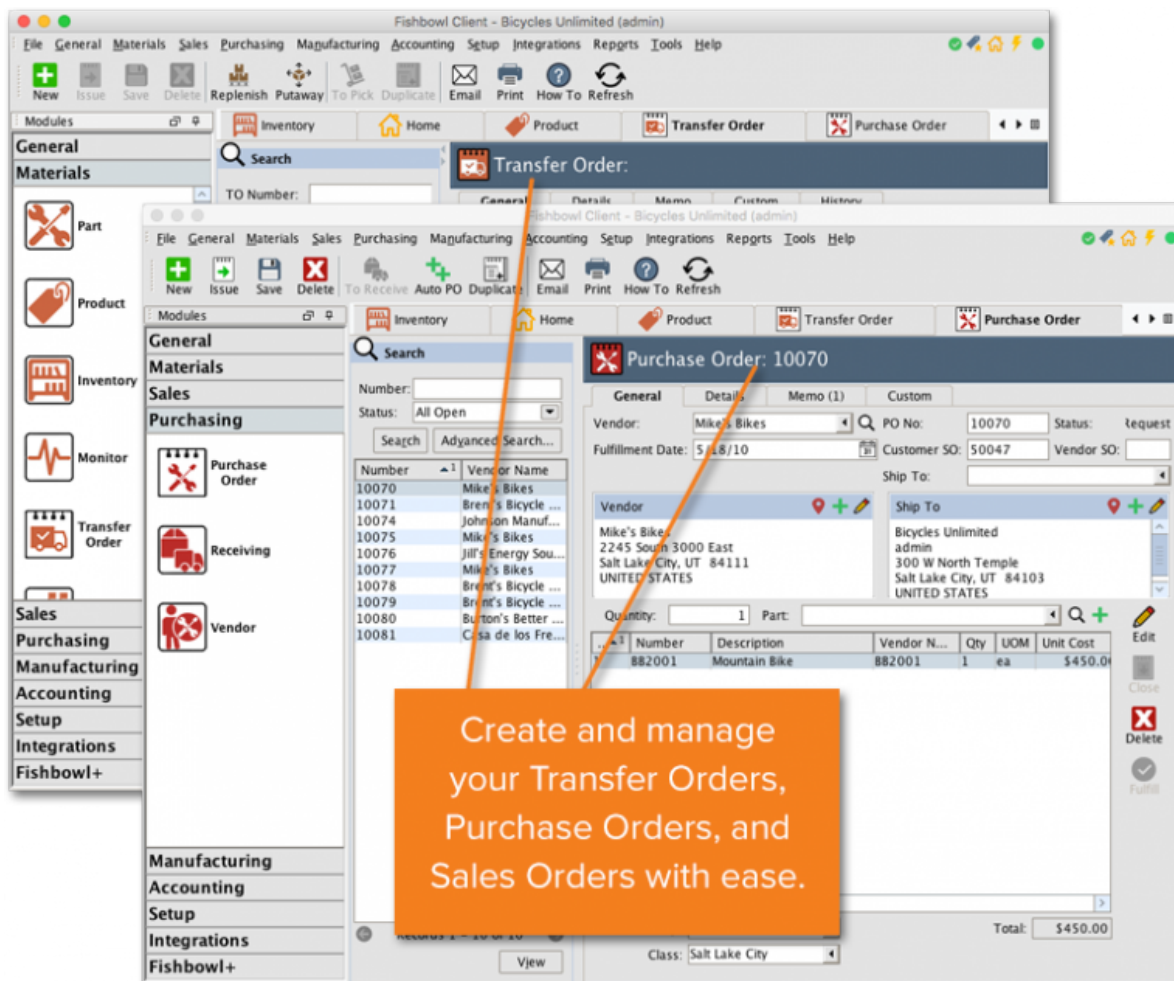 Fishbowl Client - Bicycles Unlimited (admin)
File General Materials Sales Purchasing Manufacturing Accounting Setup Integrations Reports Tools Help
New Issue Save Delete Replenish Putaway To Pick Duplicate Email Print How To Refresh
Modules
Inventory Home Product Transfer Order Purchase Order
General
Materials
Search
Transfer Order:
TO Number:
General Details Memo Custom History
Part
Product
Inventory
Monitor
Transfer Order
Sales
Purchasing
Manufacturing
Accounting
Setup
Integrations
Fishbowl+
Fishbowl Client - Bicycles Unlimited (admin)
File General Materials Sales Purchasing Manufacturing Accounting Setup Integrations Reports Tools Help
New Issue Save Delete To Receive Auto PO Duplicate Email Print How To Refresh
Modules
Inventory Home Product Transfer Order Purchase Order
General
Materials
Sales
Purchasing
Purchase Order
Receiving
Vendor
Manufacturing
Accounting
Setup
Integrations
Fishbowl+
Search
Number:
Status: All Open
Search Advanced Search...
Number 1 Vendor Name
10070 Mike's Bikes
10071 Brent's Bicycle ...
10074 Johnson Manuf...
10075 Mike's Bikes
10076 Jill's Energy Sou...
10077 Mike's Bikes
10078 Brent's Bicycle ...
10079 Brent's Bicycle ...
10080 Burton's Better ...
10081 Casa de los Fre...
View
Purchase Order: 10070
General Details Memo (1) Custom
Vendor: Mike's Bikes PO No: 10070 Status: Request
Fulfillment Date: 5/18/10 Customer SO: 50047 Vendor SO:
Ship To:
Vendor
Mike's Bikes
2245 South 3000 East
Salt Lake City, UT 84111
UNITED STATES
Ship To
Bicycles Unlimited
admin
300 W North Temple
Salt Lake City, UT 84103
UNITED STATES
Quantity: 1 Part:
... 1 Number Description Vendor N... Qty UOM Unit Cost
BB2001 Mountain Bike BB2001 1 ea $450.00
Edit
Close
Delete
Fulfill
Total: $450.00
Class: Salt Lake City
Create and manage
your Transfer Orders,
Purchase Orders, and
Sales Orders with ease.